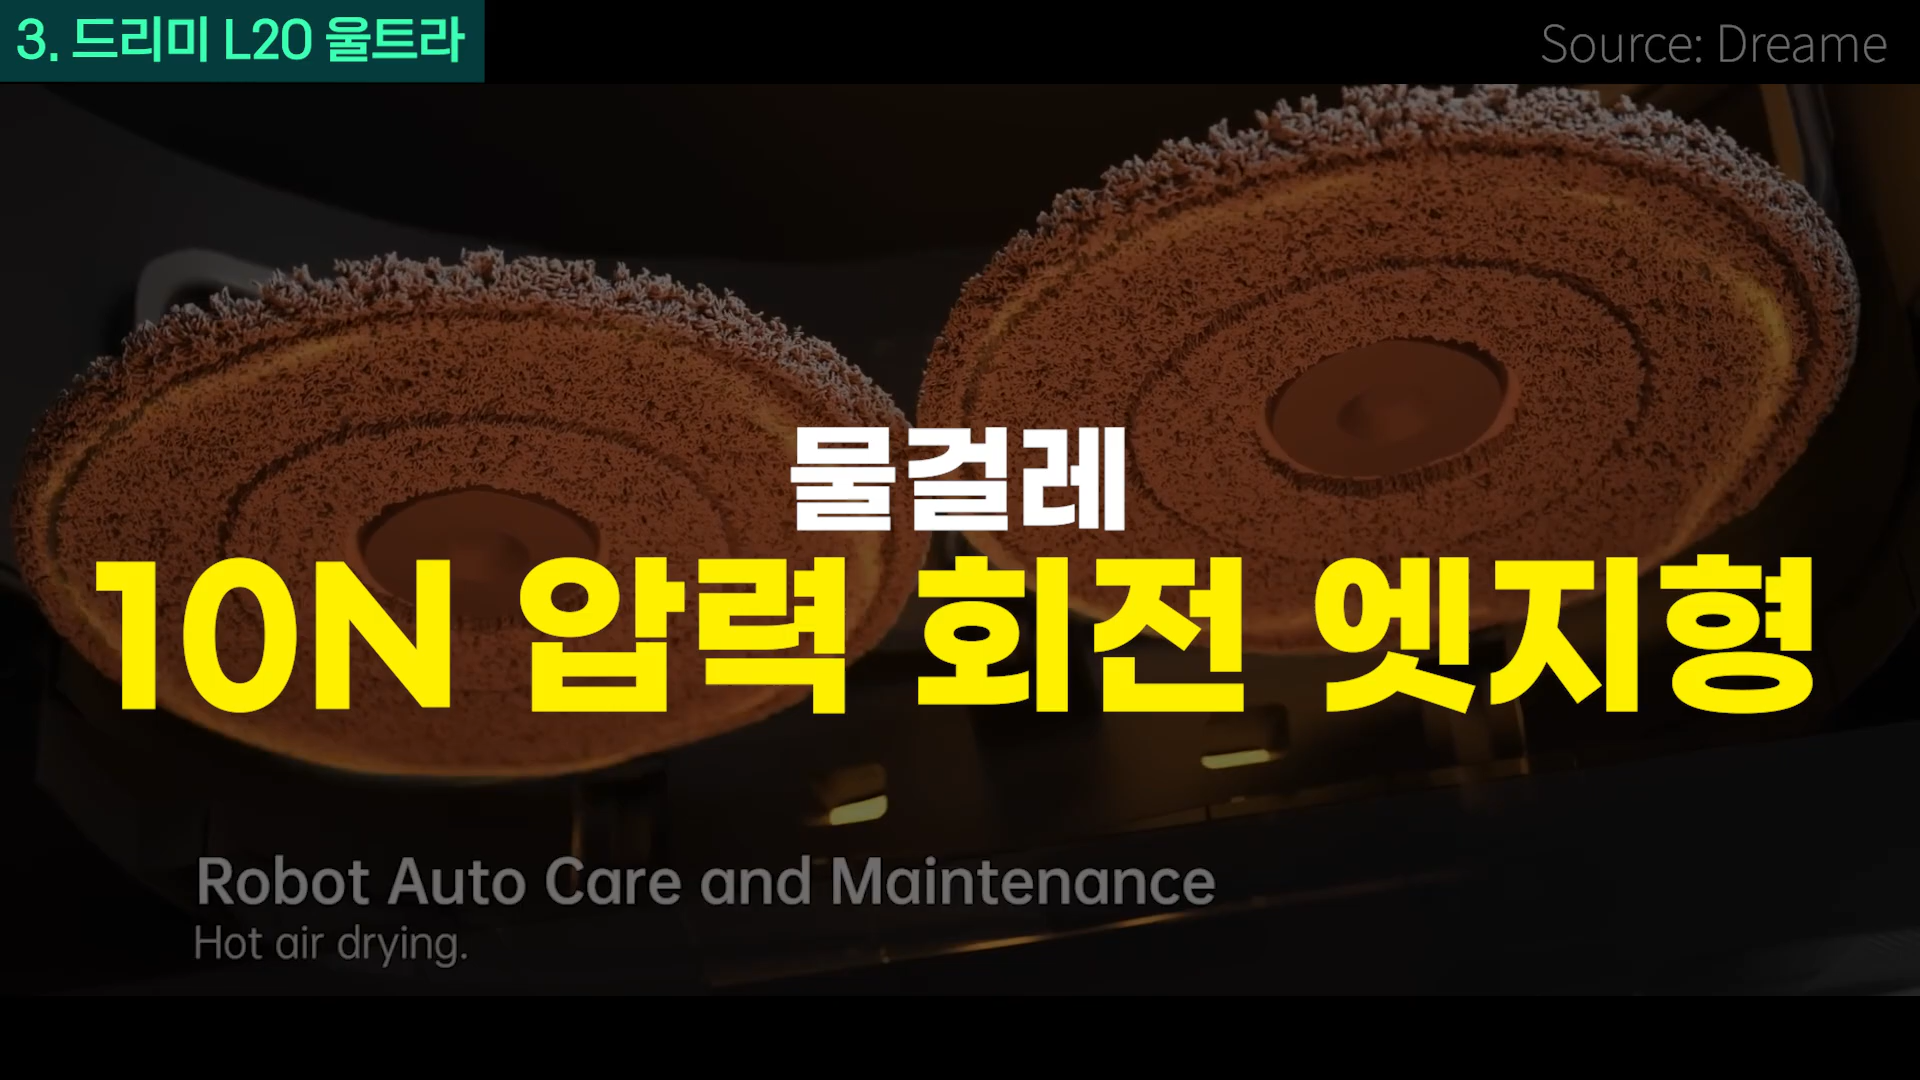 3. 드리미 L20 울트라
Source: Dreame
물걸레
10N 압력 회전 엣지형
Robot Auto Care and Maintenance
Hot air drying.